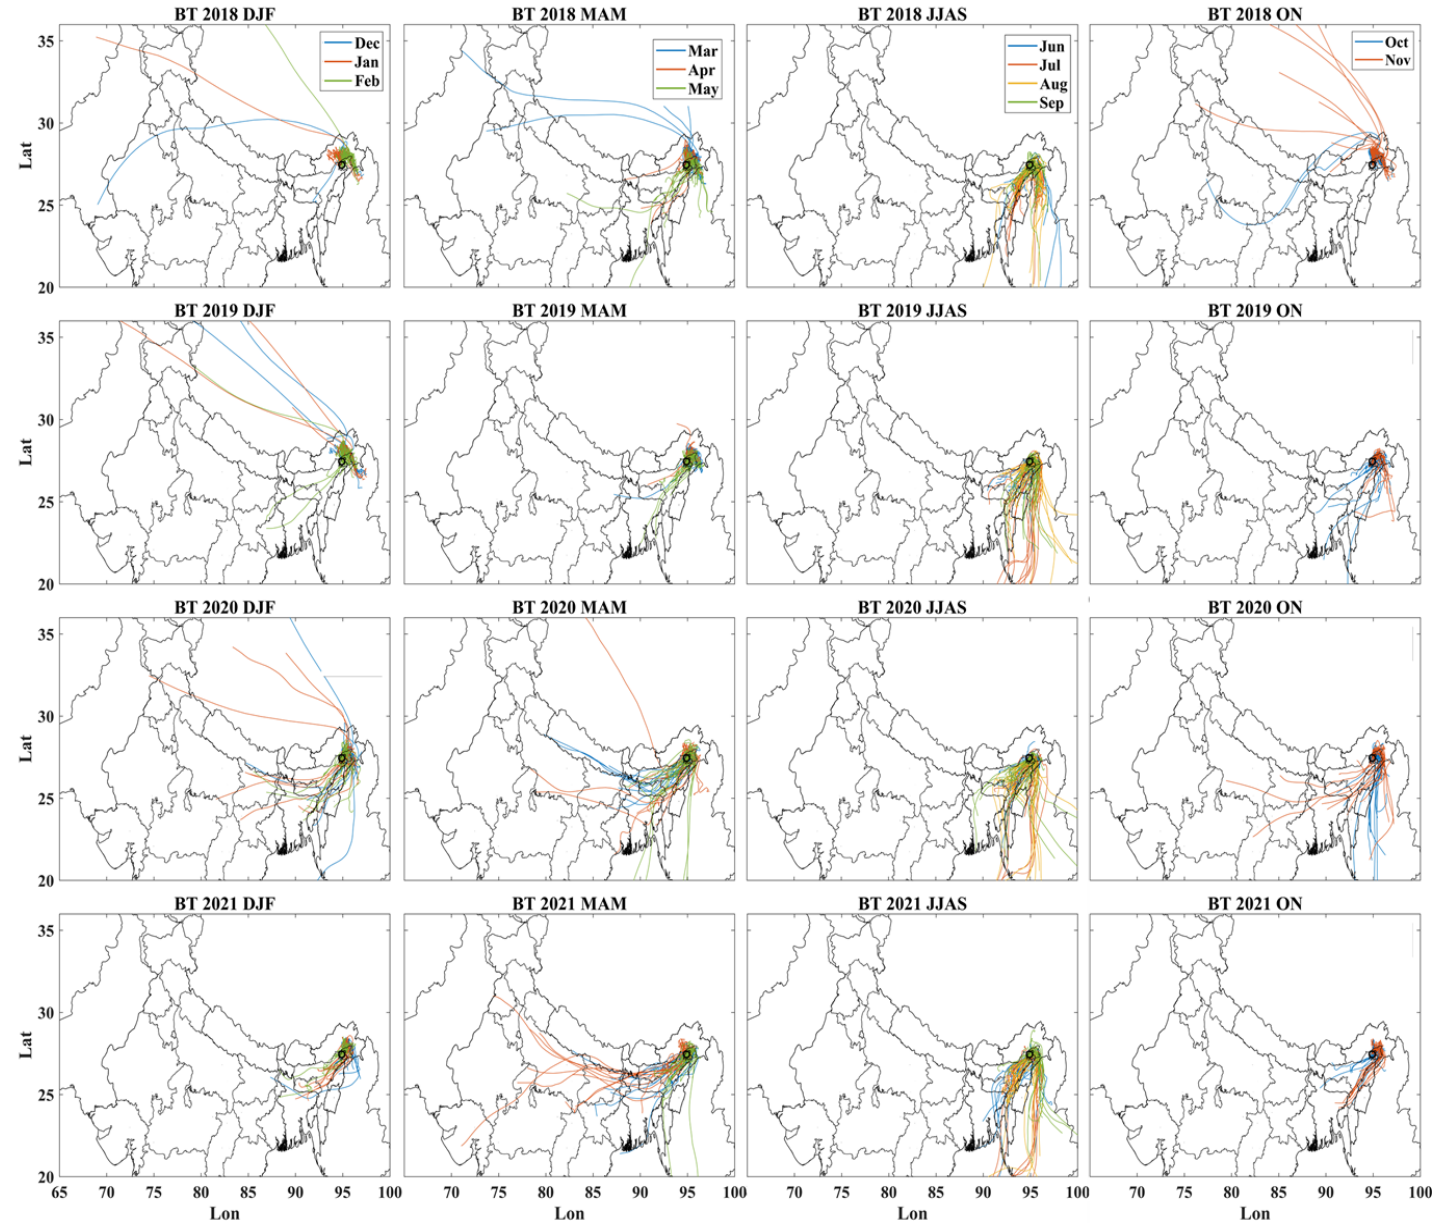 BT 2018 DJF
BT 2018 MAM
BT 2018 JJAS
BT 2018 ON
35
30
25
20
Lat
Dec
Jan
Feb
Mar
Apr
May
Jun
Jul
Aug
Sep
Oct
Nov
BT 2019 DJF
BT 2019 MAM
BT 2019 JJAS
BT 2019 ON
35
30
25
20
Lat
BT 2020 DJF
BT 2020 MAM
BT 2020 JJAS
BT 2020 ON
35
30
25
20
Lat
BT 2021 DJF
BT 2021 MAM
BT 2021 JJAS
BT 2021 ON
35
30
25
20
Lat
65 70 75 80 85 90 95 100
70 75 80 85 90 95 100
70 75 80 85 90 95 100
70 75 80 85 90 95 100
Lon
Lon
Lon
Lon